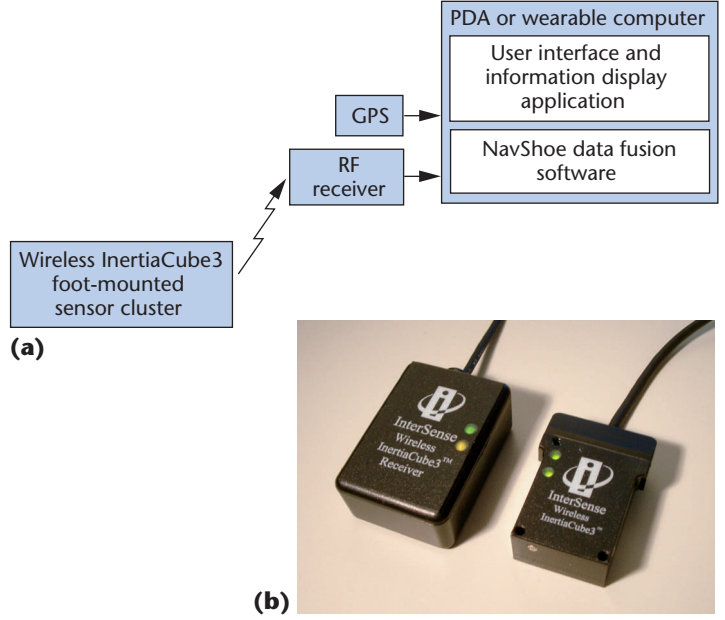 PDA or wearable computer
User interface and
information display
application
GPS
NavShoe data fusion
software
RF
receiver
Wireless InertiaCube3
foot-mounted
sensor cluster
(a)
InterSense
Wireless
InertiaCube3™
Receiver
InterSense
Wireless
InertiaCube3™
(b)